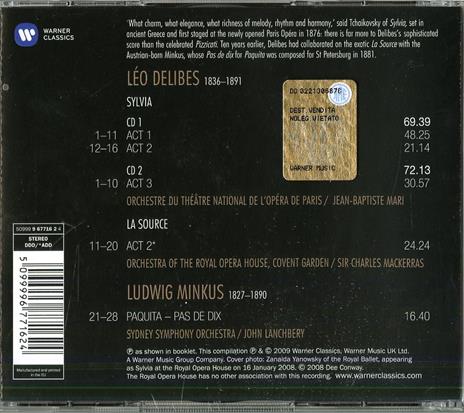 WARNER
CLASSICS
'What charm, what elegance, what richness of melody, rhythm and harmony,' said Tchaikovsky of Sylvia, set in
ancient Greece and first staged at the newly opened Paris Opéra in 1876: there is far more to Delibes's sophisticated
score than the celebrated Pizzicati. Ten years earlier, Delibes had collaborated on the exotic La Source with the
Austrian-born Minkus, whose Pas de dix for Paquita was composed for St Petersburg in 1881.
LÉO DELIBES 1836–1891
SYLVIA
CD 1 69.39
1–11 ACT 1 48.25
12–16 ACT 2 21.14
CD 2 72.13
1–10 ACT 3 30.57
ORCHESTRE DU THÉÂTRE NATIONAL DE L'OPÉRA DE PARIS / JEAN-BAPTISTE MARI
LA SOURCE
11–20 ACT 2* 24.24
ORCHESTRA OF THE ROYAL OPERA HOUSE, COVENT GARDEN / SIR CHARLES MACKERRAS
LUDWIG MINKUS 1827–1890
21–28 PAQUITA – PAS DE DIX 16.40
SYDNEY SYMPHONY ORCHESTRA / JOHN LANCHBERY
℗ as shown in booklet. This compilation ℗ & © 2009 Warner Classics, Warner Music UK Ltd.
A Warner Music Group Company. Cover photo: Zenaida Yanowsky of the Royal Ballet, appearing
as Sylvia at the Royal Opera House on 16 January 2008. © 2008 Dee Conway.
The Royal Opera House has no other association with this recording. www.warnerclassics.com
DEST.VENDITA
NOLEG VIETATO
WARNER MUSIC
50999 9 67716 2 4
STEREO
DDD/*ADD
5 099996 771624
Manufactured and printed
in the EU